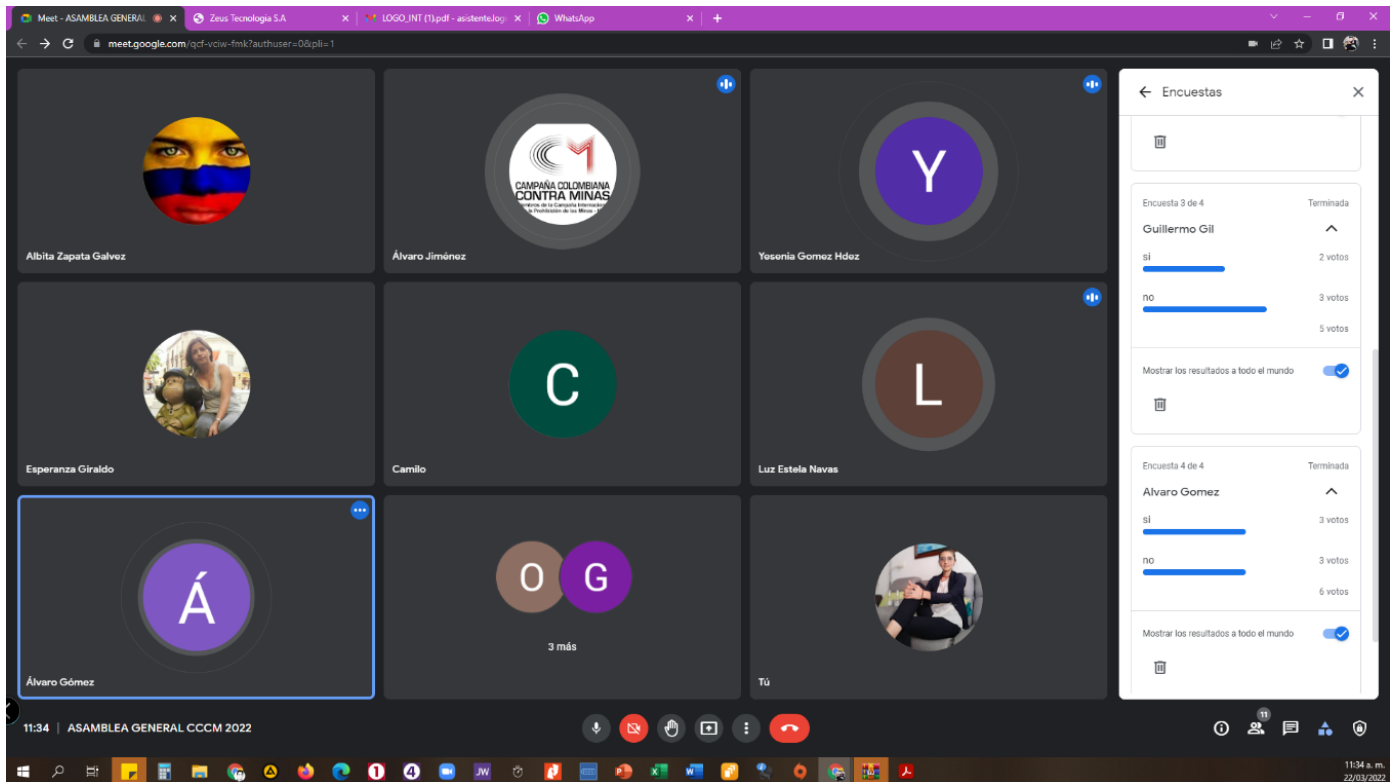 Meet - ASAMBLEA GENERAL
Zeus Tecnologia S.A
LOGO_INT (1).pdf - asistente.log
WhatsApp
meet.google.com/qcf-vciw-fmk?authuser=0&pli=1
Albita Zapata Galvez
CM
CAMPAÑA COLOMBIANA
CONTRA MINAS
Álvaro Jiménez
Y
Yesenia Gomez Hdez
Esperanza Giraldo
C
Camilo
L
Luz Estela Navas
Á
Álvaro Gómez
O G
3 más
Tú
Encuestas
Encuesta 3 de 4 Terminada
Guillermo Gil
si 2 votos
no 3 votos
5 votos
Mostrar los resultados a todo el mundo
Encuesta 4 de 4 Terminada
Alvaro Gomez
si 3 votos
no 3 votos
6 votos
Mostrar los resultados a todo el mundo
11:34 | ASAMBLEA GENERAL CCCM 2022
11
JW
11:34 a. m.
22/03/2022